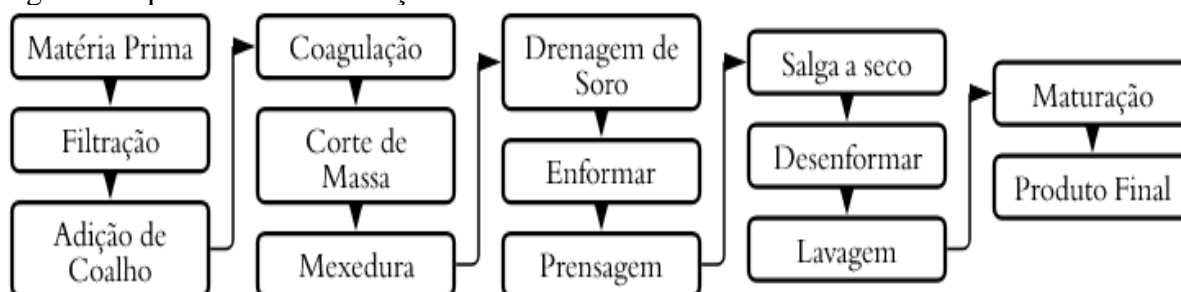 Matéria Prima
Filtração
Adição de
Coalho
Coagulação
Corte de
Massa
Mexedura
Drenagem de
Soro
Enformar
Prensagem
Salga a seco
Desenformar
Lavagem
Maturação
Produto Final